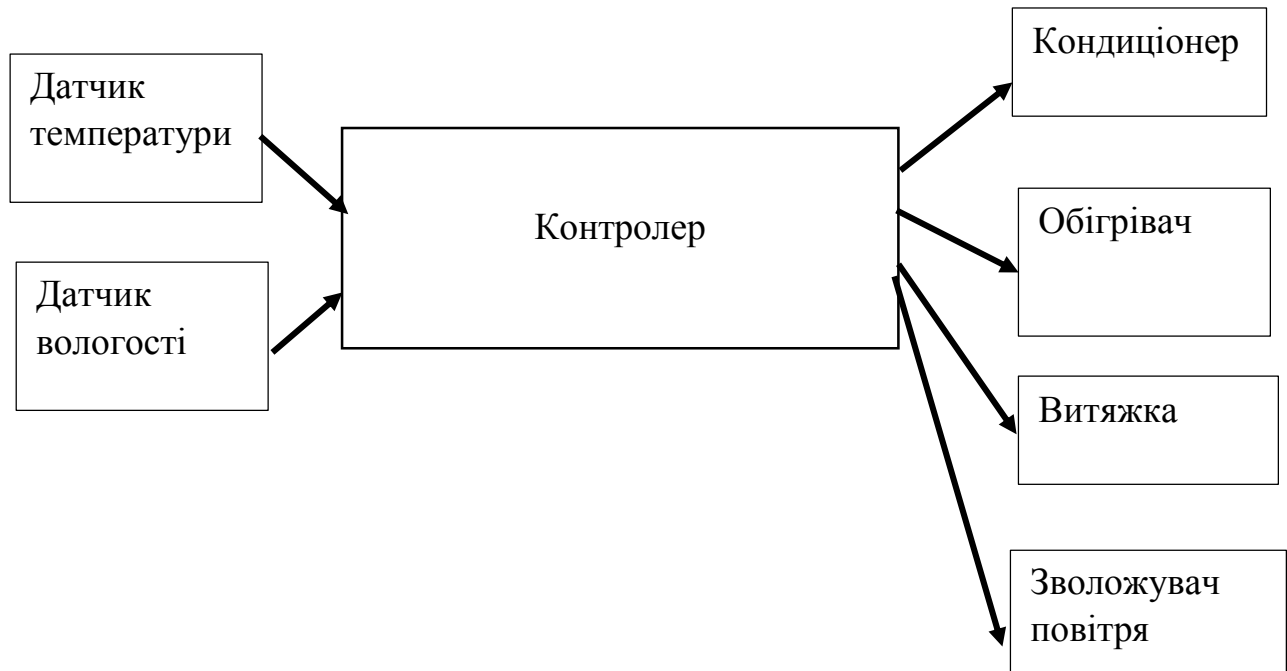 Датчик
температури
Датчик
вологості
Контролер
Кондиціонер
Обігрівач
Витяжка
Зволожувач
повітря